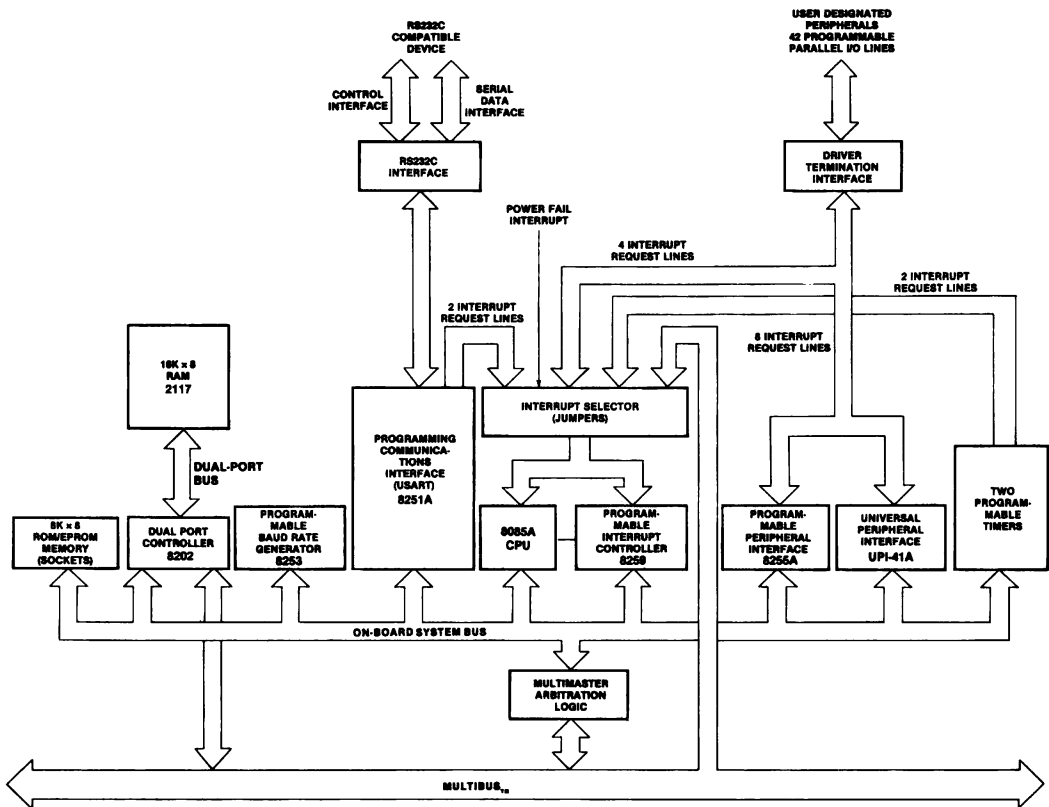 RS232C
COMPATIBLE
DEVICE
USER DESIGNATED
PERIPHERALS
42 PROGRAMMABLE
PARALLEL I/O LINES
CONTROL
INTERFACE
SERIAL
DATA
INTERFACE
RS232C
INTERFACE
DRIVER
TERMINATION
INTERFACE
POWER FAIL
INTERRUPT
4 INTERRUPT
REQUEST LINES
2 INTERRUPT
REQUEST LINES
2 INTERRUPT
REQUEST LINES
8 INTERRUPT
REQUEST LINES
16K x 8
RAM
2117
DUAL-PORT
BUS
PROGRAMMING
COMMUNICA-
TIONS
INTERFACE
(USART)
8251A
INTERRUPT SELECTOR
(JUMPERS)
8K x 8
ROM/EPROM
MEMORY
(SOCKETS)
DUAL PORT
CONTROLLER
8202
PROGRAM-
MABLE
BAUD RATE
GENERATOR
8253
8085A
CPU
PROGRAM-
MABLE
INTERRUPT
CONTROLLER
8259
PROGRAM-
MABLE
PERIPHERAL
INTERFACE
8255A
UNIVERSAL
PERIPHERAL
INTERFACE
UPI-41A
TWO
PROGRAM-
MABLE
TIMERS
ON-BOARD SYSTEM BUS
MULTIMASTER
ARBITRATION
LOGIC
MULTIBUS TM